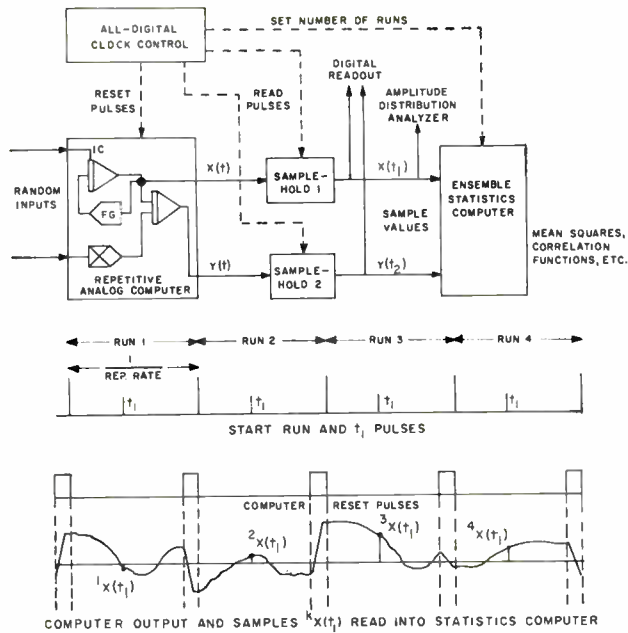 SET NUMBER OF RUNS
ALL-DIGITAL
CLOCK CONTROL
DIGITAL
READOUT
AMPLITUDE
DISTRIBUTION
ANALYZER
RESET
PULSES
READ
PULSES
IC
X(t)
SAMPLE-
HOLD 1
X(t₁)
RANDOM
INPUTS
FG
ENSEMBLE
STATISTICS
COMPUTER
SAMPLE
VALUES
MEAN SQUARES,
CORRELATION
FUNCTIONS, ETC.
Y(t)
SAMPLE-
HOLD 2
Y(t₂)
REPETITIVE
ANALOG COMPUTER
RUN 1 RUN 2 RUN 3 RUN 4
1
REP. RATE
t₁ t₁ t₁ t₁
START RUN AND t₁ PULSES
COMPUTER RESET PULSES
¹X(t₁) ²X(t₁) ³X(t₁) ⁴X(t₁)
COMPUTER OUTPUT AND SAMPLES ᵏX(t₁) READ INTO STATISTICS COMPUTER